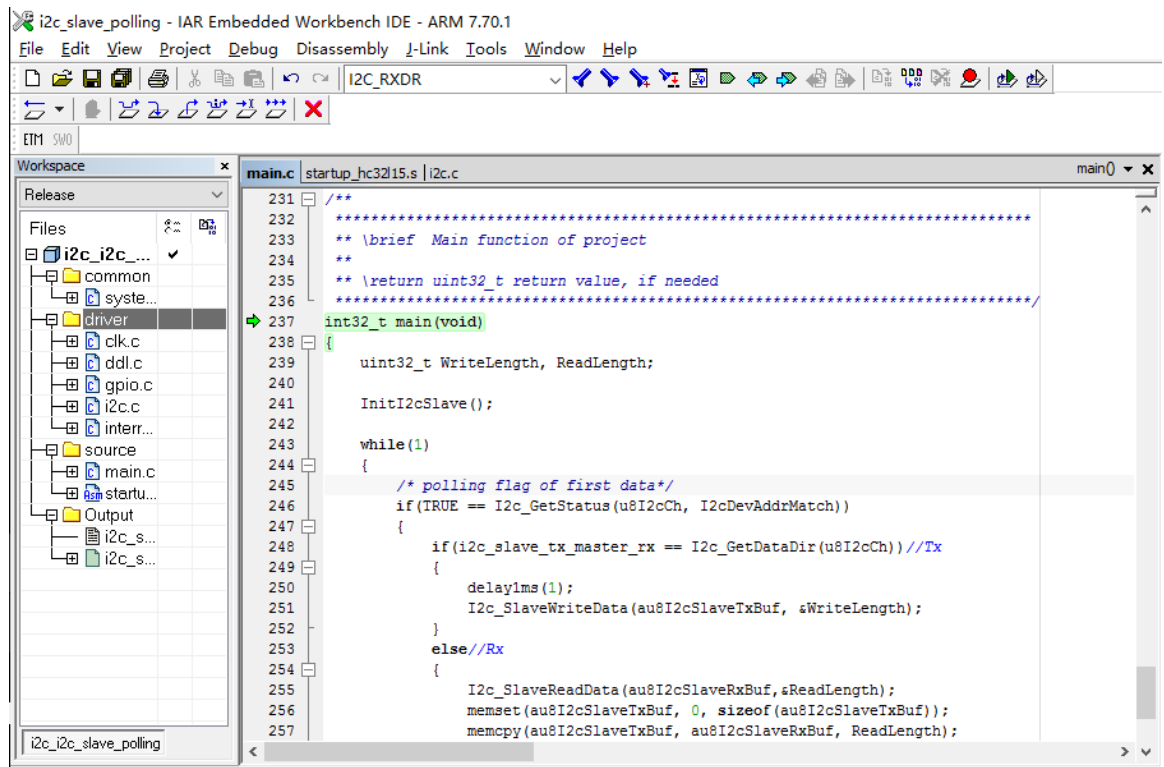 i2c_slave_polling - IAR Embedded Workbench IDE - ARM 7.70.1
File Edit View Project Debug Disassembly J-Link Tools Window Help
I2C_RXDR
ETM SWO
Workspace
Release
Files
i2c_i2c_...
common
syste...
driver
clk.c
ddl.c
gpio.c
i2c.c
interr...
source
main.c
startu...
Output
i2c_s...
i2c_s...
i2c_i2c_slave_polling
main.c startup_hc32l15.s i2c.c main()
231 /**
232 ******************************************************************************
233 ** \brief Main function of project
234 **
235 ** \return uint32_t return value, if needed
236 ******************************************************************************/
237 int32_t main(void)
238 {
239 uint32_t WriteLength, ReadLength;
240
241 InitI2cSlave();
242
243 while(1)
244 {
245 /* polling flag of first data*/
246 if(TRUE == I2c_GetStatus(u8I2cCh, I2cDevAddrMatch))
247 {
248 if(i2c_slave_tx_master_rx == I2c_GetDataDir(u8I2cCh))//Tx
249 {
250 delay1ms(1);
251 I2c_SlaveWriteData(au8I2cSlaveTxBuf, &WriteLength);
252 }
253 else//Rx
254 {
255 I2c_SlaveReadData(au8I2cSlaveRxBuf,&ReadLength);
256 memset(au8I2cSlaveTxBuf, 0, sizeof(au8I2cSlaveTxBuf));
257 memcpy(au8I2cSlaveTxBuf, au8I2cSlaveRxBuf, ReadLength);